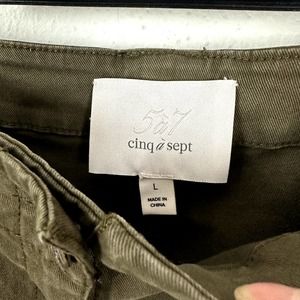 5à7
cinq à sept
L
MADE IN
CHINA